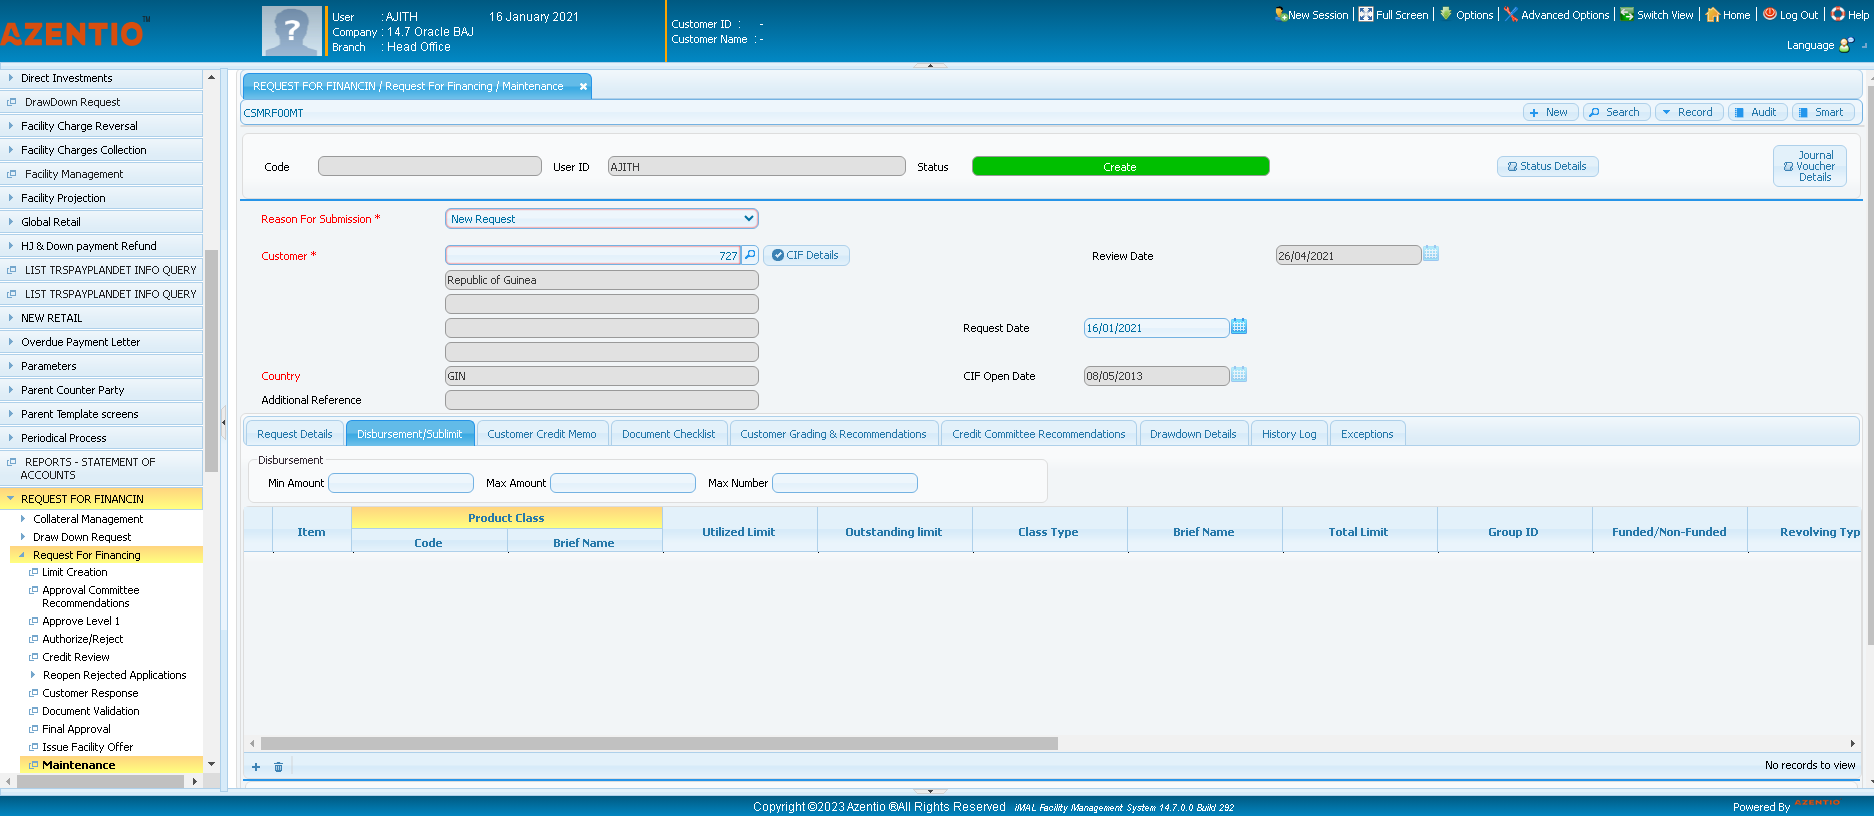 AZENTIO™
User : AJITH 16 January 2021
Company : 14.7 Oracle BAJ
Branch : Head Office
Customer ID : -
Customer Name : -
New Session Full Screen Options Advanced Options Switch View Home Log Out Help
Language
Direct Investments
DrawDown Request
Facility Charge Reversal
Facility Charges Collection
Facility Management
Facility Projection
Global Retail
HJ & Down payment Refund
LIST TRSPAYPLANDET INFO QUERY
LIST TRSPAYPLANDET INFO QUERY
NEW RETAIL
Overdue Payment Letter
Parameters
Parent Counter Party
Parent Template screens
Periodical Process
REPORTS - STATEMENT OF
ACCOUNTS
REQUEST FOR FINANCIN
Collateral Management
Draw Down Request
Request For Financing
Limit Creation
Approval Committee
Recommendations
Approve Level 1
Authorize/Reject
Credit Review
Reopen Rejected Applications
Customer Response
Document Validation
Final Approval
Issue Facility Offer
Maintenance
REQUEST FOR FINANCIN / Request For Financing / Maintenance
CSMRF00MT
New Search Record Audit Smart
Code User ID AJITH Status Create Status Details
Journal
Voucher
Details
Reason For Submission * New Request
Customer * 727 CIF Details Review Date 26/04/2021
Republic of Guinea
Request Date 16/01/2021
Country GIN CIF Open Date 08/05/2013
Additional Reference
Request Details Disbursement/Sublimit Customer Credit Memo Document Checklist Customer Grading & Recommendations Credit Committee Recommendations Drawdown Details History Log Exceptions
Disbursement
Min Amount Max Amount Max Number
Item Product Class Utilized Limit Outstanding limit Class Type Brief Name Total Limit Group ID Funded/Non-Funded Revolving Typ
Code Brief Name
No records to view
Copyright ©2023 Azentio ®All Rights Reserved iMAL Facility Management System 14.7.0.0 Build 292
Powered By AZENTIO